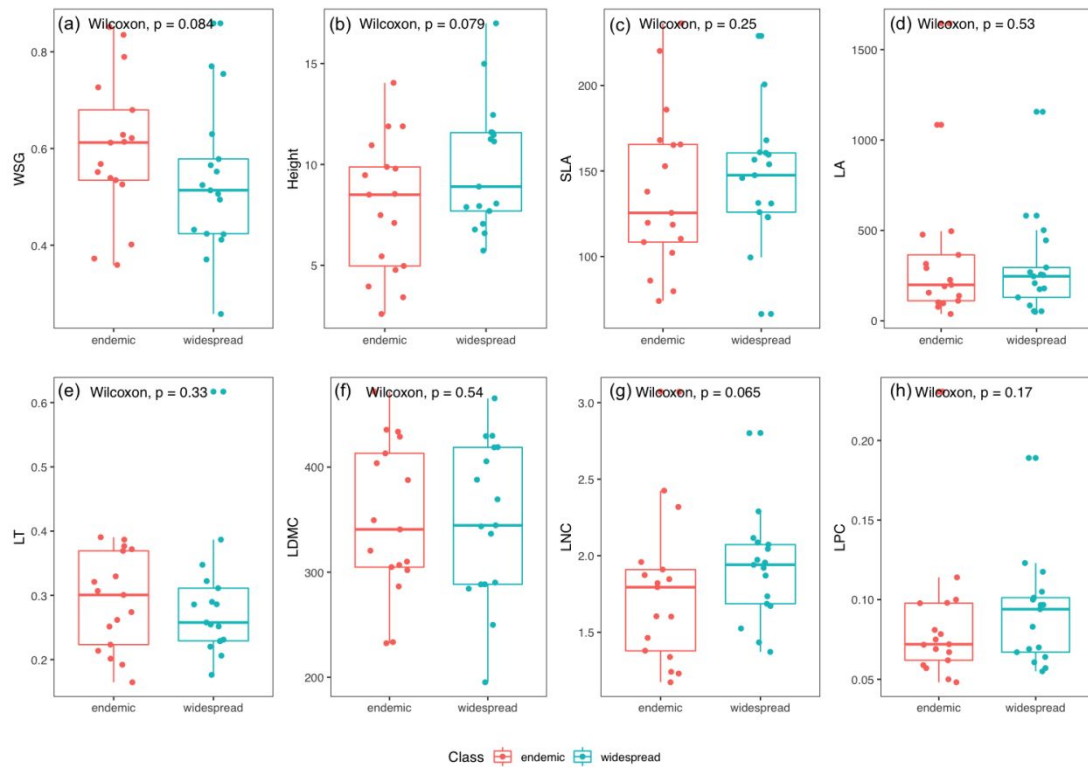 (a) Wilcoxon, p = 0.084
(b) Wilcoxon, p = 0.079
(c) Wilcoxon, p = 0.25
(d) Wilcoxon, p = 0.53
WSG
0.8
0.6
0.4
endemic
widespread
Height
15
10
5
endemic
widespread
SLA
200
150
100
endemic
widespread
LA
1500
1000
500
0
endemic
widespread
(e) Wilcoxon, p = 0.33
(f) Wilcoxon, p = 0.54
(g) Wilcoxon, p = 0.065
(h) Wilcoxon, p = 0.17
LT
0.6
0.5
0.4
0.3
0.2
endemic
widespread
LDMC
400
300
200
endemic
widespread
LNC
3.0
2.5
2.0
1.5
endemic
widespread
LPC
0.20
0.15
0.10
0.05
endemic
widespread
Class endemic widespread